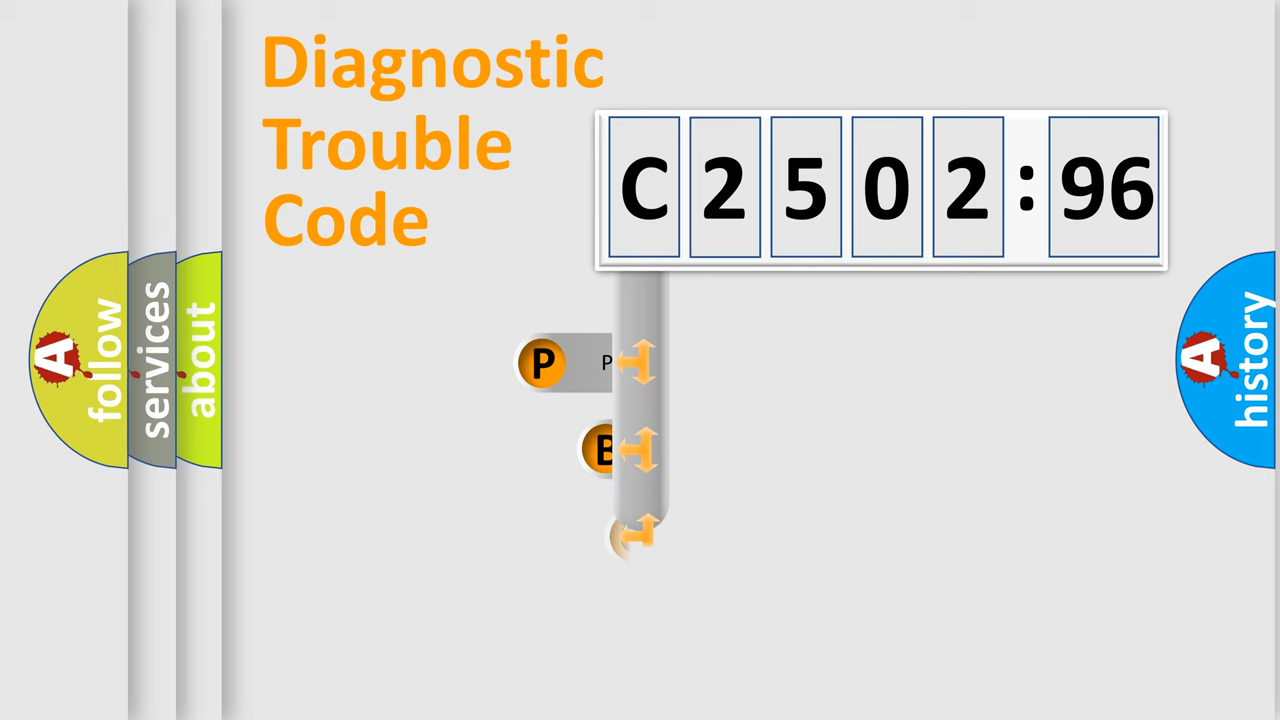 Diagnostic
Trouble
Code
C2502:96
P P
B
A follow
services
about
A history